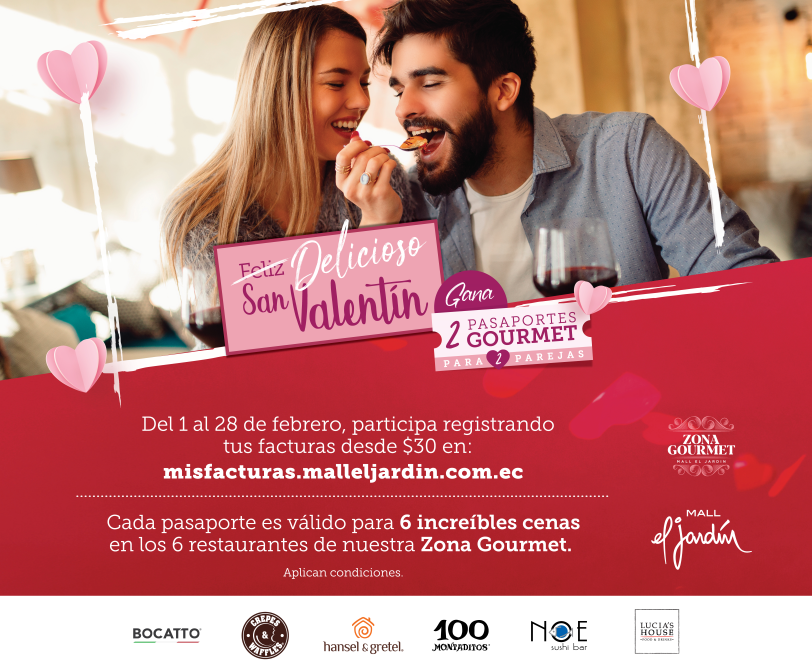 Feliz Delicioso
San Valentín
Gana
2 PASAPORTES
GOURMET
PARA 2 PAREJAS
Del 1 al 28 de febrero, participa registrando
tus facturas desde $30 en:
misfacturas.malleljardin.com.ec
ZONA
GOURMET
MALL EL JARDÍN
Cada pasaporte es válido para 6 increíbles cenas
en los 6 restaurantes de nuestra Zona Gourmet.
Aplican condiciones.
MALL
el jardín
BOCATTO
CREPES
&
WAFFLES
hansel & gretel.
100
MONTADITOS
NOE
sushi bar
LUCIA'S
HOUSE
FOOD & DRINKS